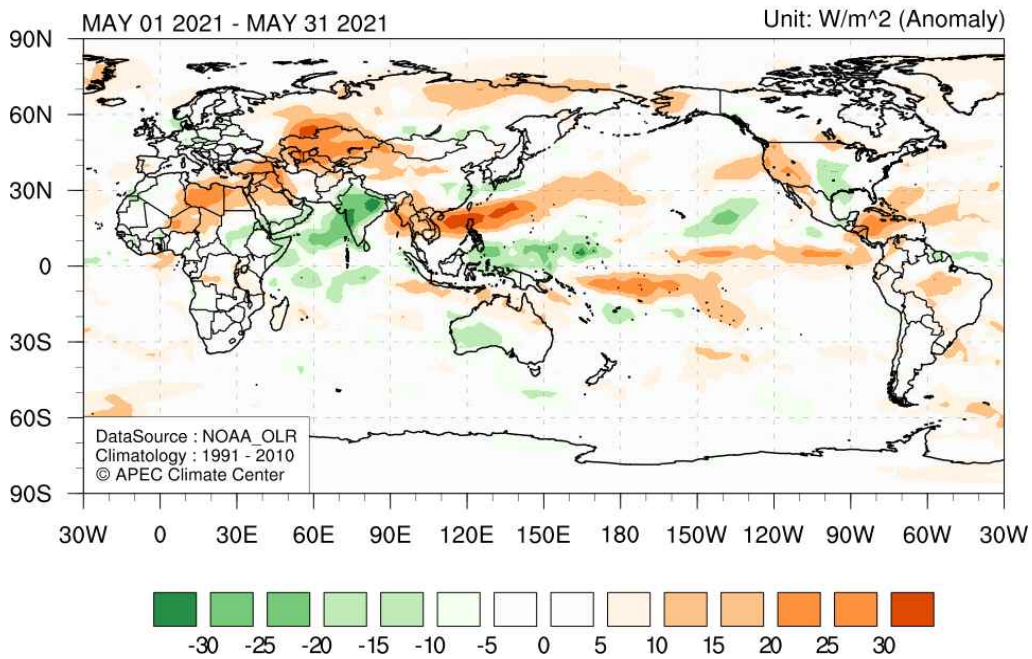 MAY 01 2021 - MAY 31 2021
Unit: W/m^2 (Anomaly)
90N
60N
30N
0
30S
60S
90S
DataSource : NOAA_OLR
Climatology : 1991 - 2010
© APEC Climate Center
30W 0 30E 60E 90E 120E 150E 180 150W 120W 90W 60W 30W
-30 -25 -20 -15 -10 -5 0 5 10 15 20 25 30